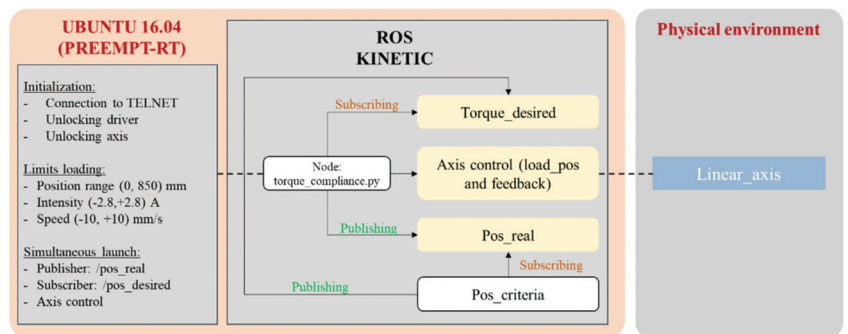 UBUNTU 16.04
(PREEMPT-RT)
Initialization:
- Connection to TELNET
- Unlocking driver
- Unlocking axis
Limits loading:
- Position range (0, 850) mm
- Intensity (-2.8,+2.8) A
- Speed (-10, +10) mm/s
Simultaneous launch:
- Publisher: /pos_real
- Subscriber: /pos_desired
- Axis control
ROS
KINETIC
Subscribing
Torque_desired
Node:
torque_compliance.py
Axis control (load_pos
and feedback)
Publishing
Pos_real
Subscribing
Publishing
Pos_criteria
Physical environment
Linear_axis